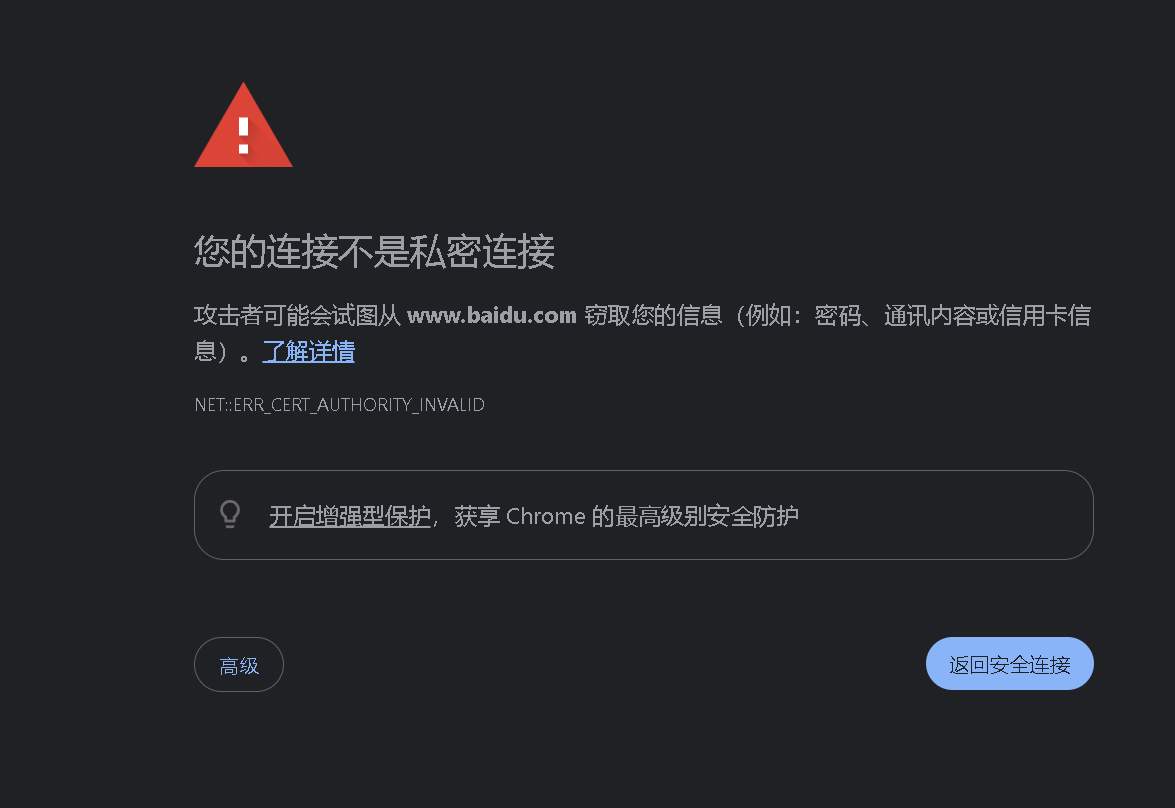 您的连接不是私密连接
攻击者可能会试图从 www.baidu.com 窃取您的信息（例如：密码、通讯内容或信用卡信
息）。了解详情
NET::ERR_CERT_AUTHORITY_INVALID
开启增强型保护，获享 Chrome 的最高级别安全防护
高级
返回安全连接